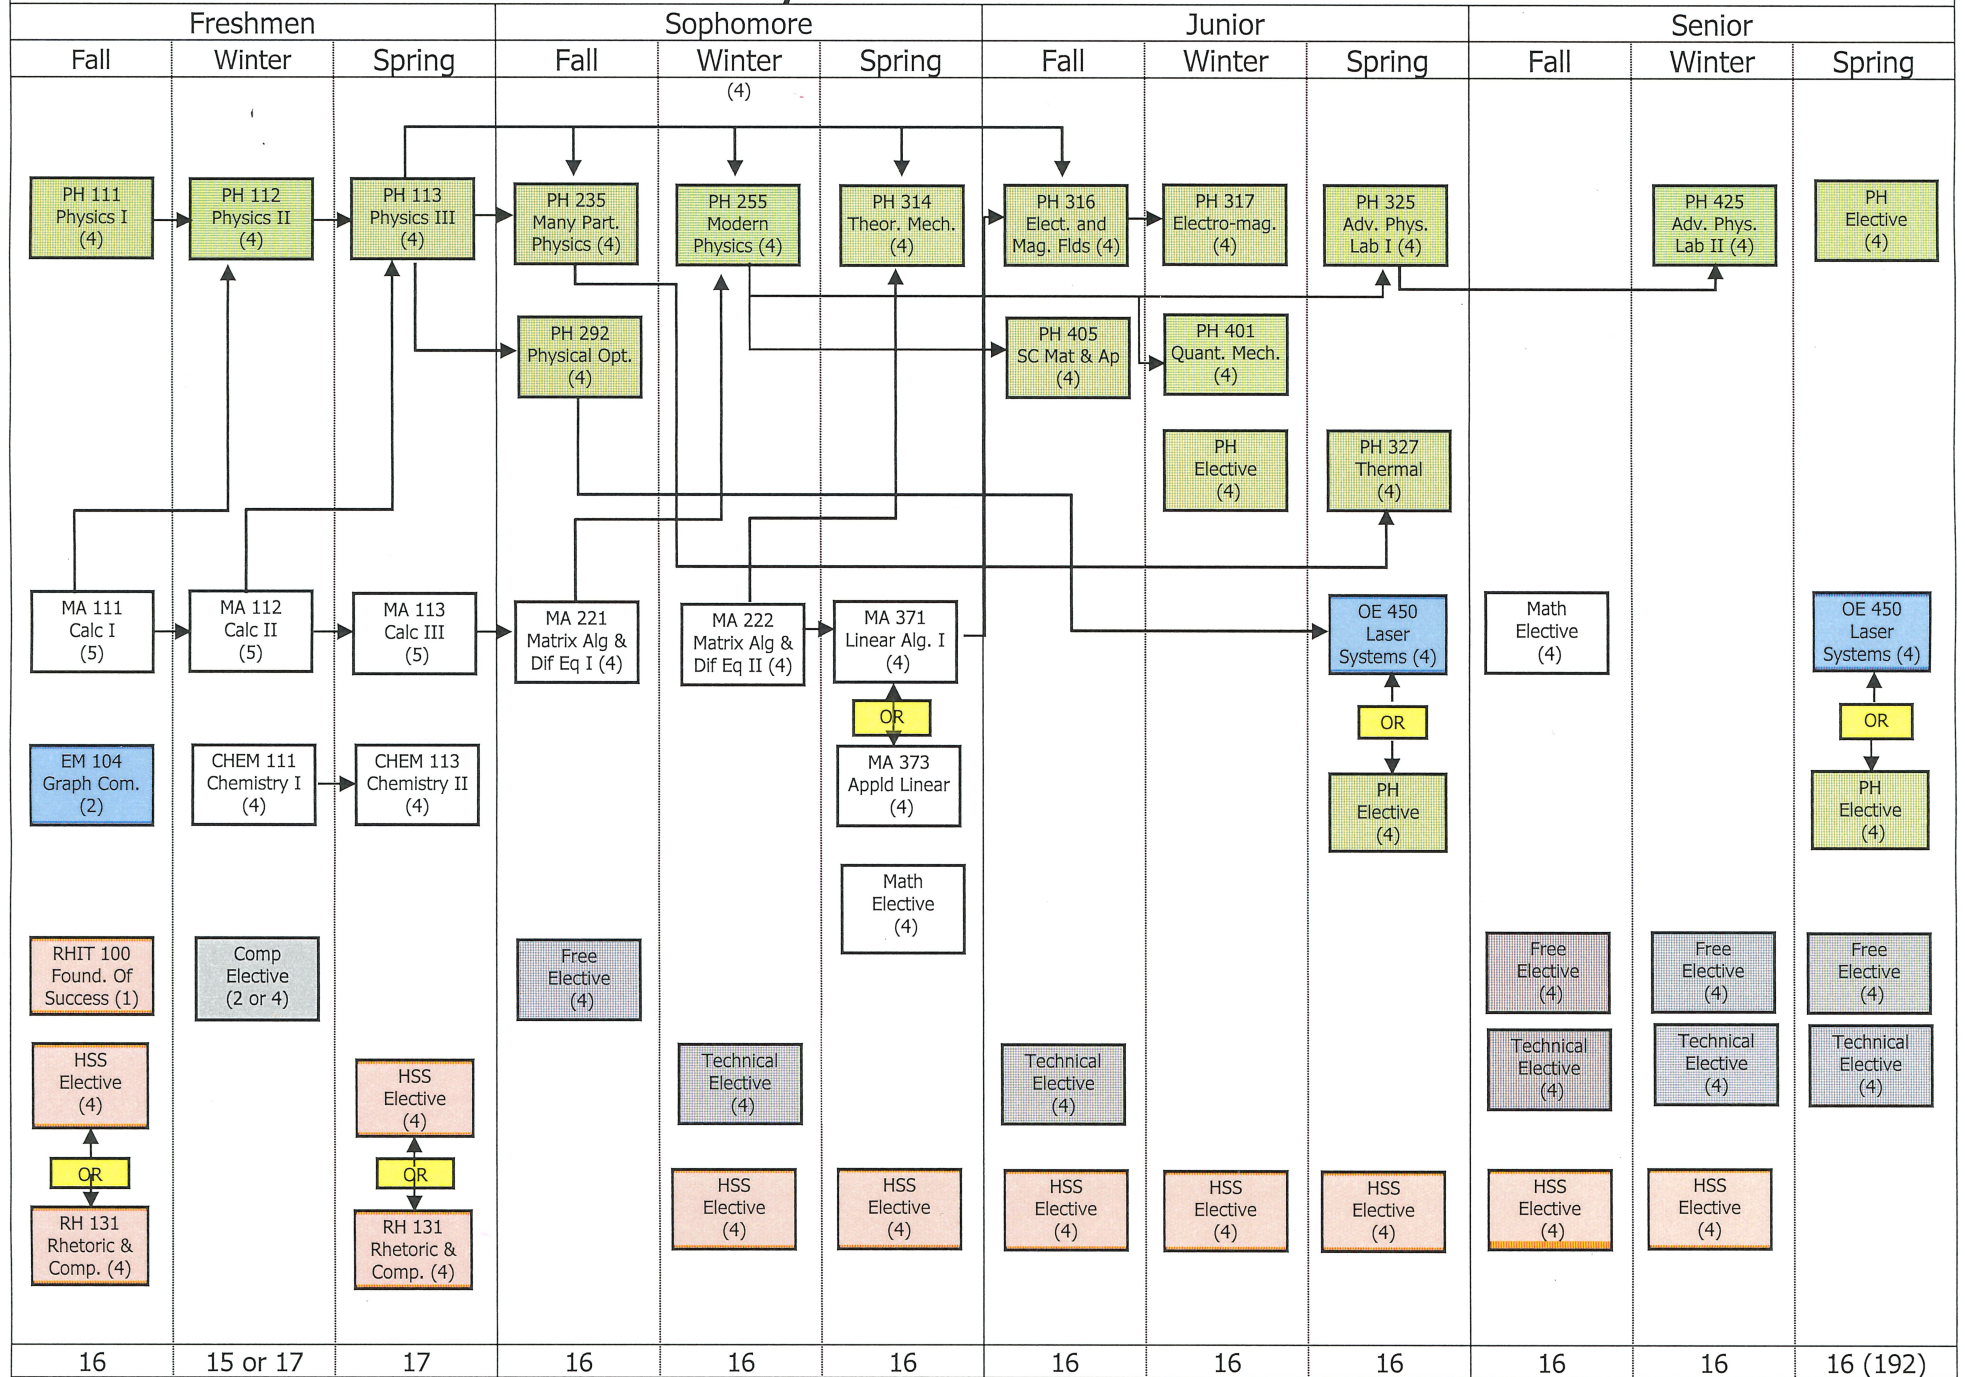 Freshmen
Sophomore
Junior
Senior
Fall
Winter
Spring
Fall
Winter
Spring
Fall
Winter
Spring
Fall
Winter
Spring
(4)
PH 111
Physics I
(4)
PH 112
Physics II
(4)
PH 113
Physics III
(4)
PH 235
Many Part.
Physics (4)
PH 255
Modern
Physics (4)
PH 314
Theor. Mech.
(4)
PH 316
Elect. and
Mag. Flds (4)
PH 317
Electro-mag.
(4)
PH 325
Adv. Phys.
Lab I (4)
PH 425
Adv. Phys.
Lab II (4)
PH
Elective
(4)
PH 292
Physical Opt.
(4)
PH 405
SC Mat & Ap
(4)
PH 401
Quant. Mech.
(4)
PH
Elective
(4)
PH 327
Thermal
(4)
MA 111
Calc I
(5)
MA 112
Calc II
(5)
MA 113
Calc III
(5)
MA 221
Matrix Alg &
Dif Eq I (4)
MA 222
Matrix Alg &
Dif Eq II (4)
MA 371
Linear Alg. I
(4)
OE 450
Laser
Systems (4)
Math
Elective
(4)
OE 450
Laser
Systems (4)
OR
OR
OR
EM 104
Graph Com.
(2)
CHEM 111
Chemistry I
(4)
CHEM 113
Chemistry II
(4)
MA 373
Appld Linear
(4)
PH
Elective
(4)
PH
Elective
(4)
Math
Elective
(4)
RHIT 100
Found. Of
Success (1)
Comp
Elective
(2 or 4)
Free
Elective
(4)
Free
Elective
(4)
Free
Elective
(4)
Free
Elective
(4)
HSS
Elective
(4)
HSS
Elective
(4)
Technical
Elective
(4)
Technical
Elective
(4)
Technical
Elective
(4)
Technical
Elective
(4)
Technical
Elective
(4)
OR
OR
RH 131
Rhetoric &
Comp. (4)
RH 131
Rhetoric &
Comp. (4)
HSS
Elective
(4)
HSS
Elective
(4)
HSS
Elective
(4)
HSS
Elective
(4)
HSS
Elective
(4)
HSS
Elective
(4)
HSS
Elective
(4)
16
15 or 17
17
16
16
16
16
16
16
16
16
16 (192)